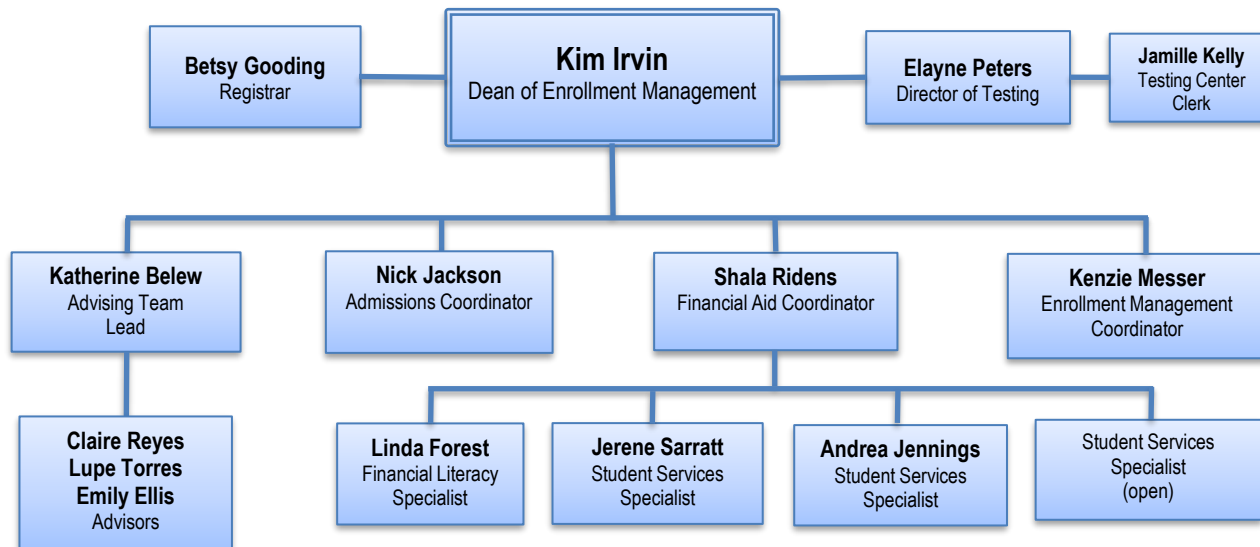 Betsy Gooding
Registrar
Kim Irvin
Dean of Enrollment Management
Elayne Peters
Director of Testing
Jamille Kelly
Testing Center
Clerk
Katherine Belew
Advising Team
Lead
Nick Jackson
Admissions Coordinator
Shala Ridens
Financial Aid Coordinator
Kenzie Messer
Enrollment Management
Coordinator
Claire Reyes
Lupe Torres
Emily Ellis
Advisors
Linda Forest
Financial Literacy
Specialist
Jerene Sarratt
Student Services
Specialist
Andrea Jennings
Student Services
Specialist
Student Services
Specialist
(open)